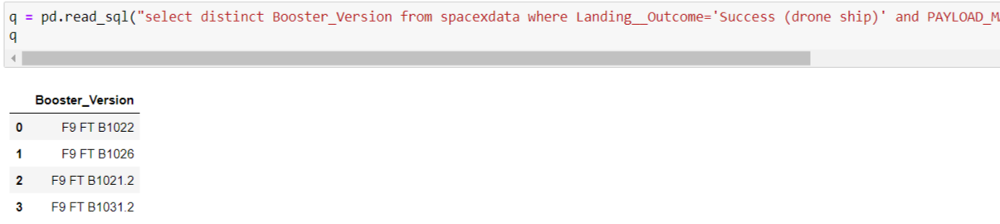 q = pd.read_sql("select distinct Booster_Version from spacexdata where Landing__Outcome='Success (drone ship)' and PAYLOAD_M
q
Booster_Version
0 F9 FT B1022
1 F9 FT B1026
2 F9 FT B1021.2
3 F9 FT B1031.2